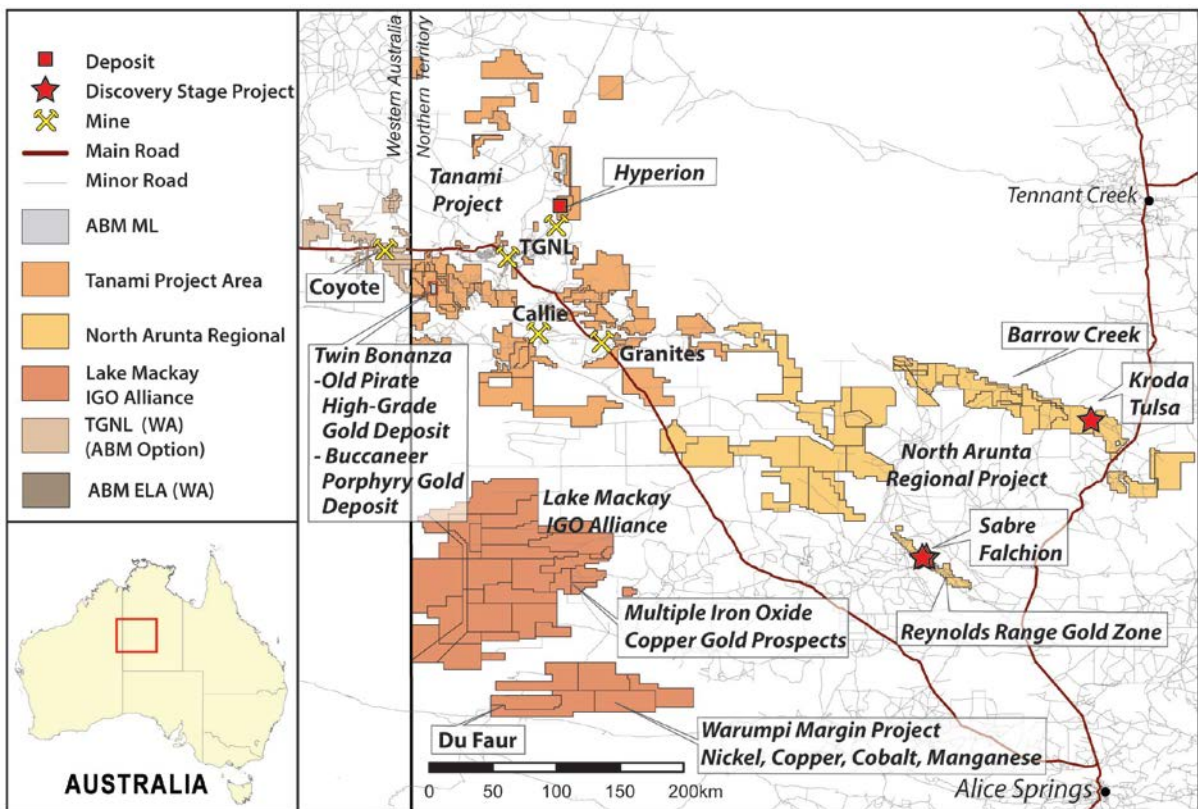 Deposit
Discovery Stage Project
Mine
Main Road
Minor Road
ABM ML
Tanami Project Area
North Arunta Regional
Lake Mackay
IGO Alliance
TGNL (WA)
(ABM Option)
ABM ELA (WA)
AUSTRALIA
Western Australia
Northern Territory
Tanami
Project
Hyperion
Tennant Creek
TGNL
Coyote
Callie
Granites
Barrow Creek
Kroda
Tulsa
Twin Bonanza
-Old Pirate
High-Grade
Gold Deposit
- Buccaneer
Porphyry Gold
Deposit
North Arunta
Regional Project
Lake Mackay
IGO Alliance
Sabre
Falchion
Multiple Iron Oxide
Copper Gold Prospects
Reynolds Range Gold Zone
Du Faur
Warumpi Margin Project
Nickel, Copper, Cobalt, Manganese
0 50 100 150 200km
Alice Springs